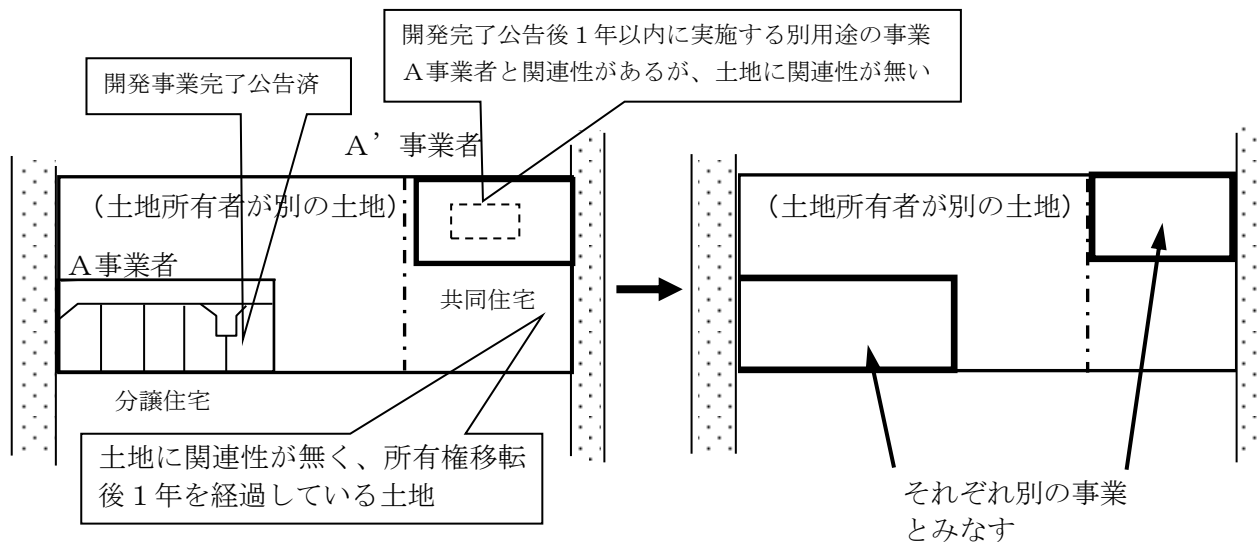 開発完了公告後１年以内に実施する別用途の事業
Ａ事業者と関連性があるが、土地に関連性が無い
開発事業完了公告済
Ａ’事業者
（土地所有者が別の土地）
Ａ事業者
共同住宅
分譲住宅
土地に関連性が無く、所有権移転
後１年を経過している土地
（土地所有者が別の土地）
それぞれ別の事業
とみなす